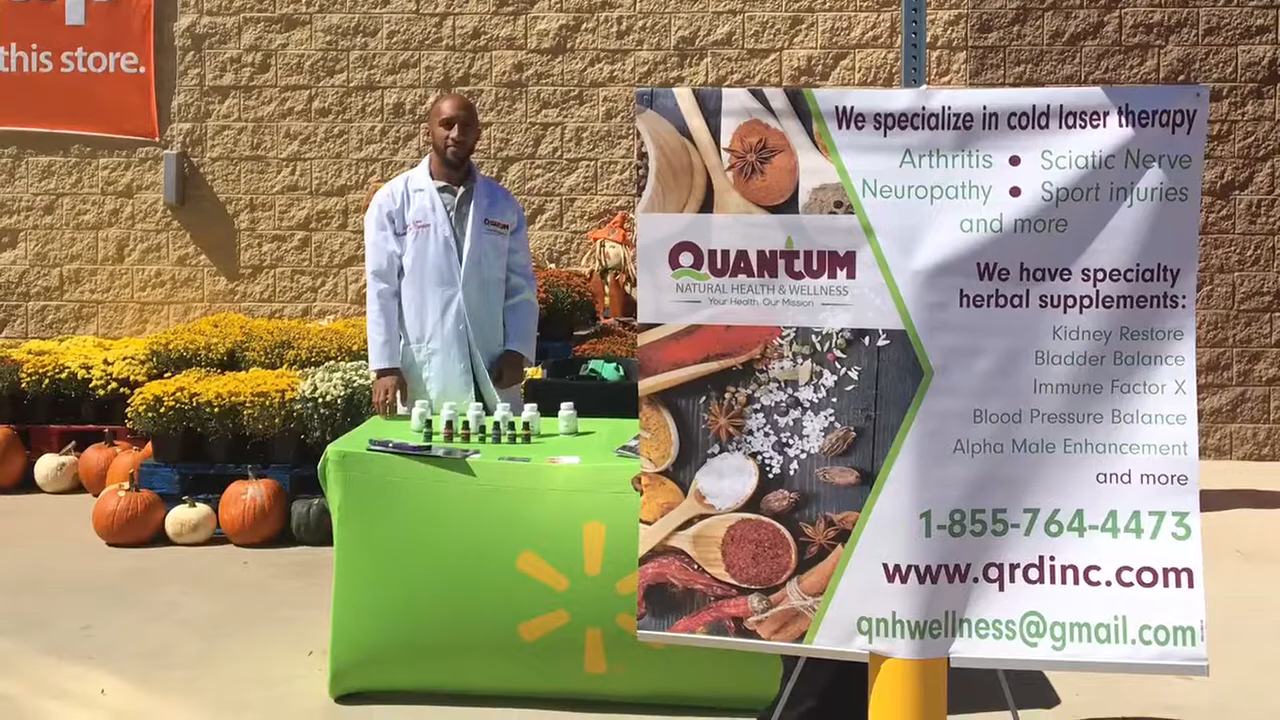 this store.
QUANTUM
We specialize in cold laser therapy
Arthritis • Sciatic Nerve
Neuropathy • Sport injuries
and more
QUANTUM
NATURAL HEALTH & WELLNESS
Your Health. Our Mission
We have specialty
herbal supplements:
Kidney Restore
Bladder Balance
Immune Factor X
Blood Pressure Balance
Alpha Male Enhancement
and more
1-855-764-4473
www.qrdinc.com
qnhwellness@gmail.com